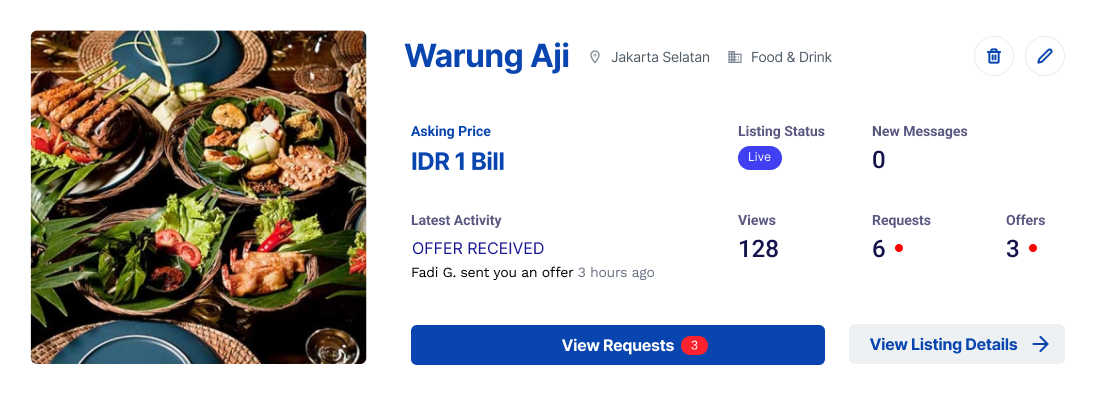 Warung Aji
Jakarta Selatan
Food & Drink
Asking Price
IDR 1 Bill
Listing Status
Live
New Messages
0
Latest Activity
OFFER RECEIVED
Fadi G. sent you an offer 3 hours ago
Views
128
Requests
6
Offers
3
View Requests 3
View Listing Details